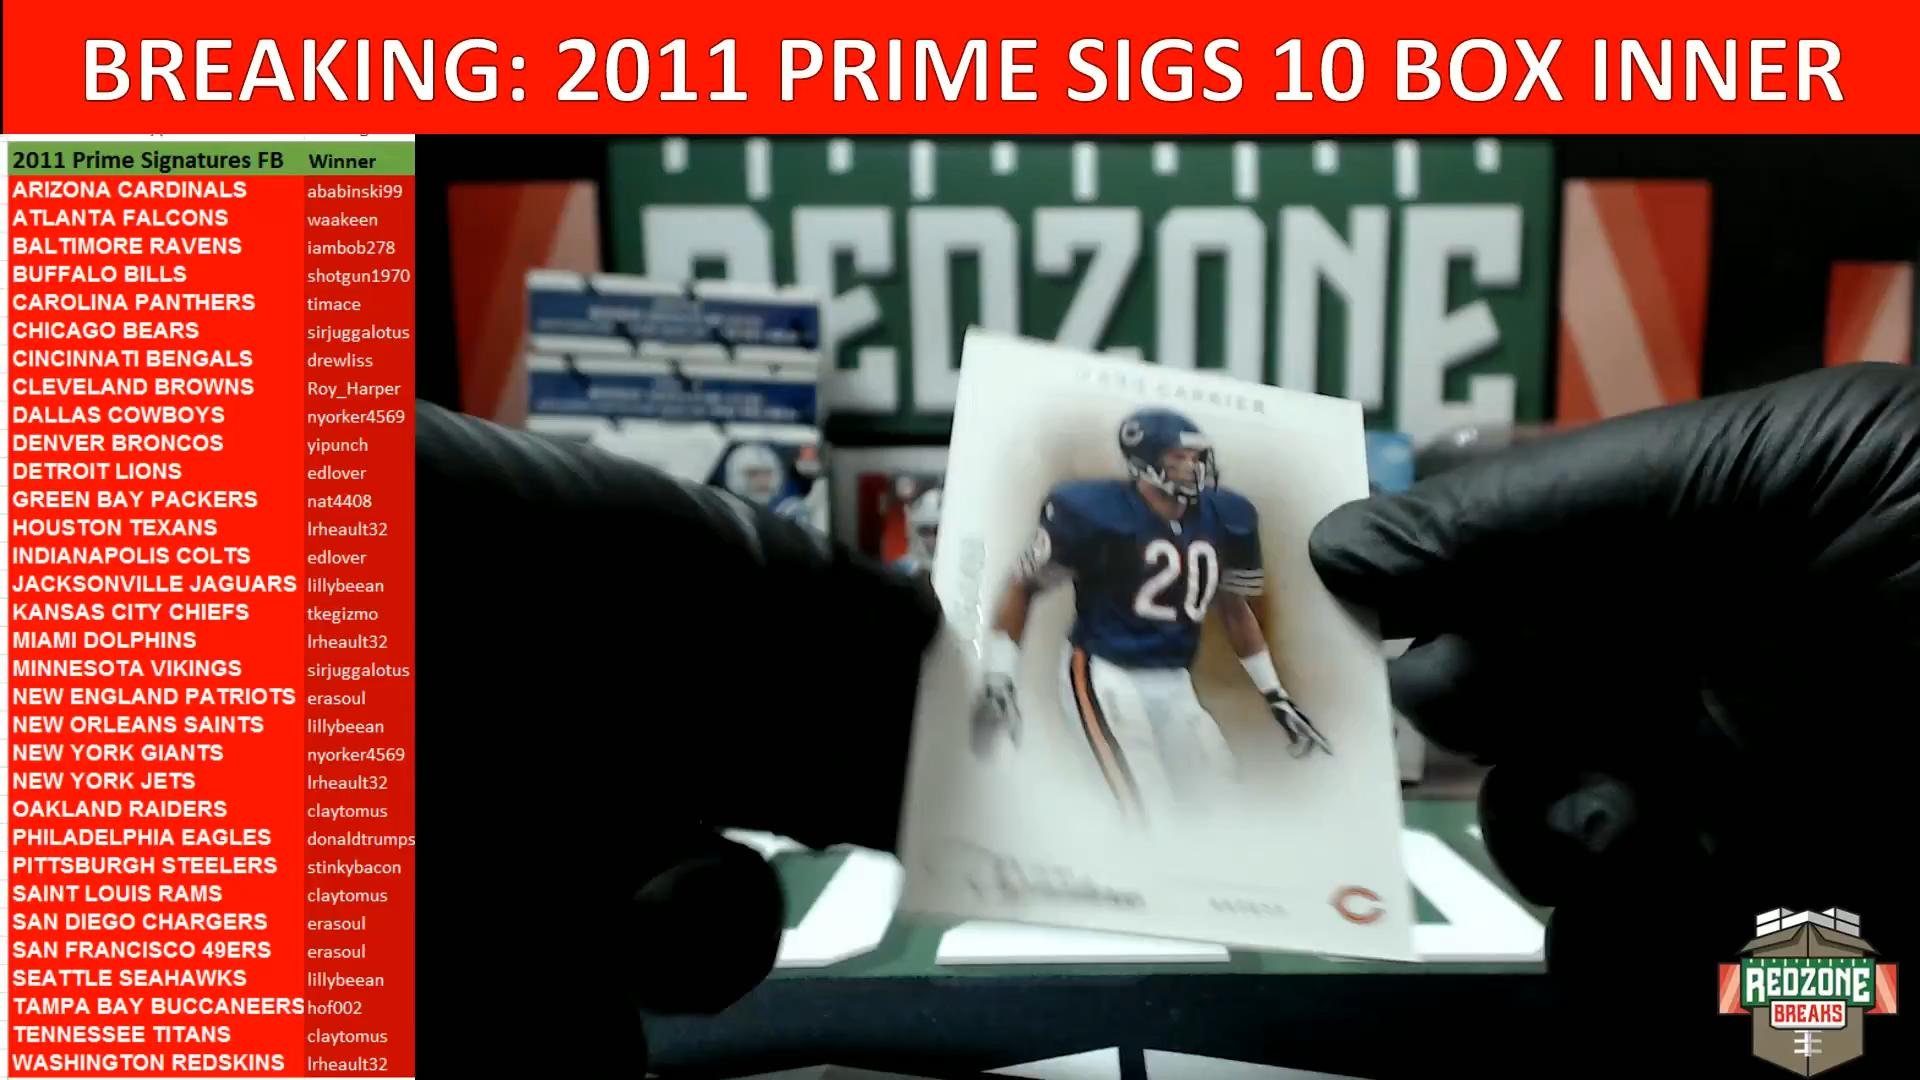 BREAKING: 2011 PRIME SIGS 10 BOX INNER
2011 Prime Signatures FB Winner
ARIZONA CARDINALS ababinski99
ATLANTA FALCONS waakeen
BALTIMORE RAVENS iambob278
BUFFALO BILLS shotgun1970
CAROLINA PANTHERS timace
CHICAGO BEARS sirjuggalotus
CINCINNATI BENGALS drewliss
CLEVELAND BROWNS Roy_Harper
DALLAS COWBOYS nyorker4569
DENVER BRONCOS yipunch
DETROIT LIONS edlover
GREEN BAY PACKERS nat4408
HOUSTON TEXANS lrheault32
INDIANAPOLIS COLTS edlover
JACKSONVILLE JAGUARS lillybeean
KANSAS CITY CHIEFS tkegizmo
MIAMI DOLPHINS lrheault32
MINNESOTA VIKINGS sirjuggalotus
NEW ENGLAND PATRIOTS erasoul
NEW ORLEANS SAINTS lillybeean
NEW YORK GIANTS nyorker4569
NEW YORK JETS lrheault32
OAKLAND RAIDERS claytomus
PHILADELPHIA EAGLES donaldtrumps
PITTSBURGH STEELERS stinkybacon
SAINT LOUIS RAMS claytomus
SAN DIEGO CHARGERS erasoul
SAN FRANCISCO 49ERS erasoul
SEATTLE SEAHAWKS lillybeean
TAMPA BAY BUCCANEERS hof002
TENNESSEE TITANS claytomus
WASHINGTON REDSKINS lrheault32
REDZONE
CARRIER
20
REDZONE
BREAKS